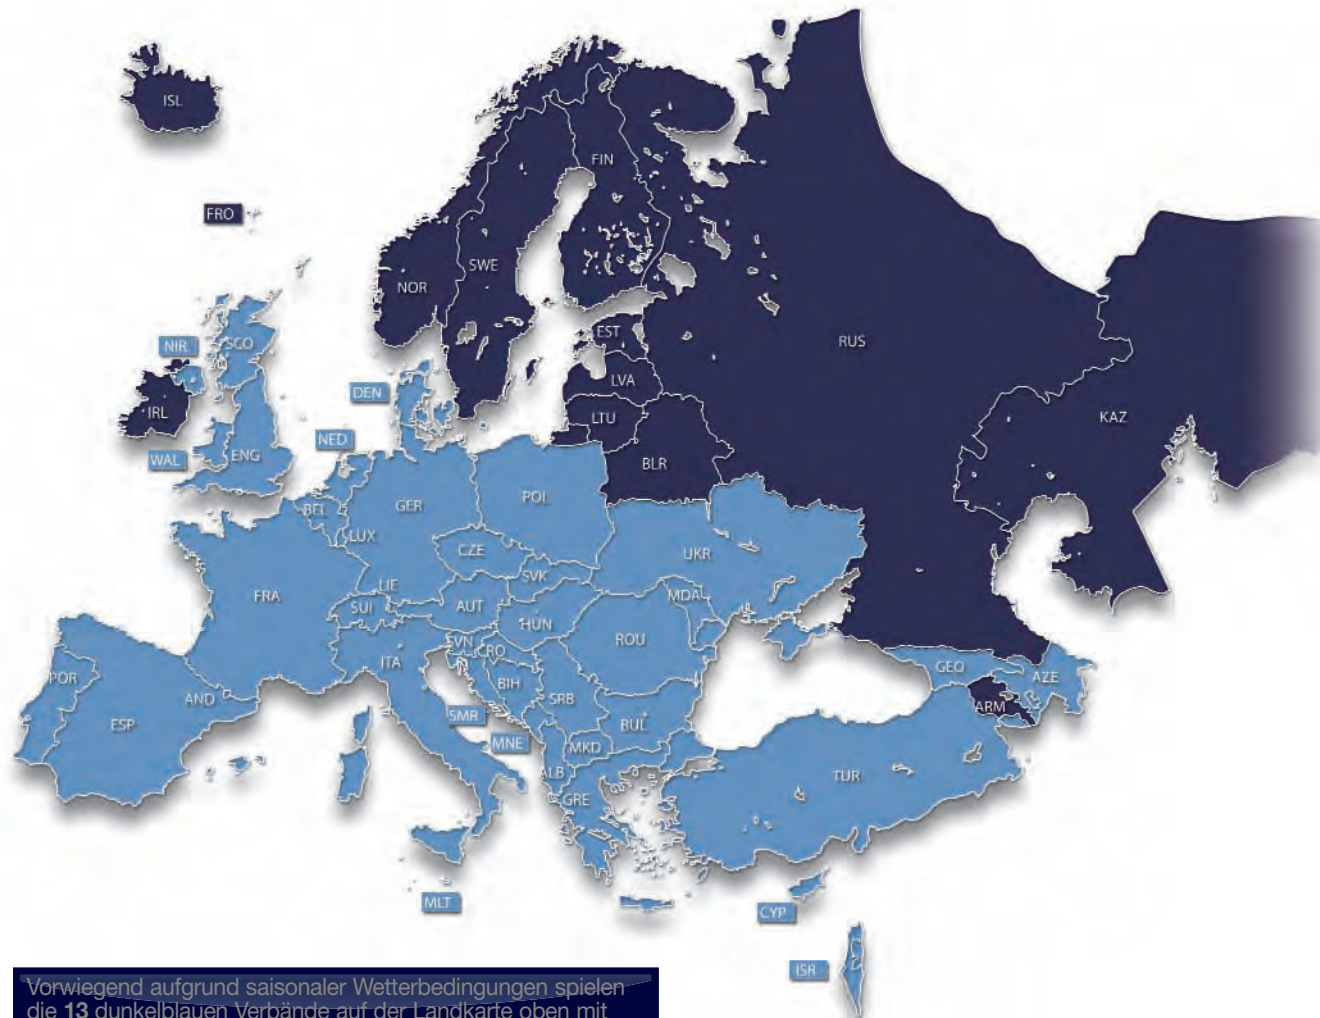 ISL
FIN
FRO
SWE
NOR
EST
RUS
NIR
SCO
LVA
DEN
IRL
LTU
KAZ
NED
WAL
ENG
BLR
POL
GER
BEL
LUX
CZE
UKR
SVK
LIE
FRA
MDA
SUI
AUT
HUN
ROU
SVN
CRO
ITA
GEO
POR
BIH
AZE
AND
SRB
ARM
SMR
ESP
BUL
MNE
MKD
ALB
TUR
GRE
MLT
CYP
ISR
Vorwiegend aufgrund saisonaler Wetterbedingungen spielen
die 13 dunkelblauen Verbände auf der Landkarte oben mit